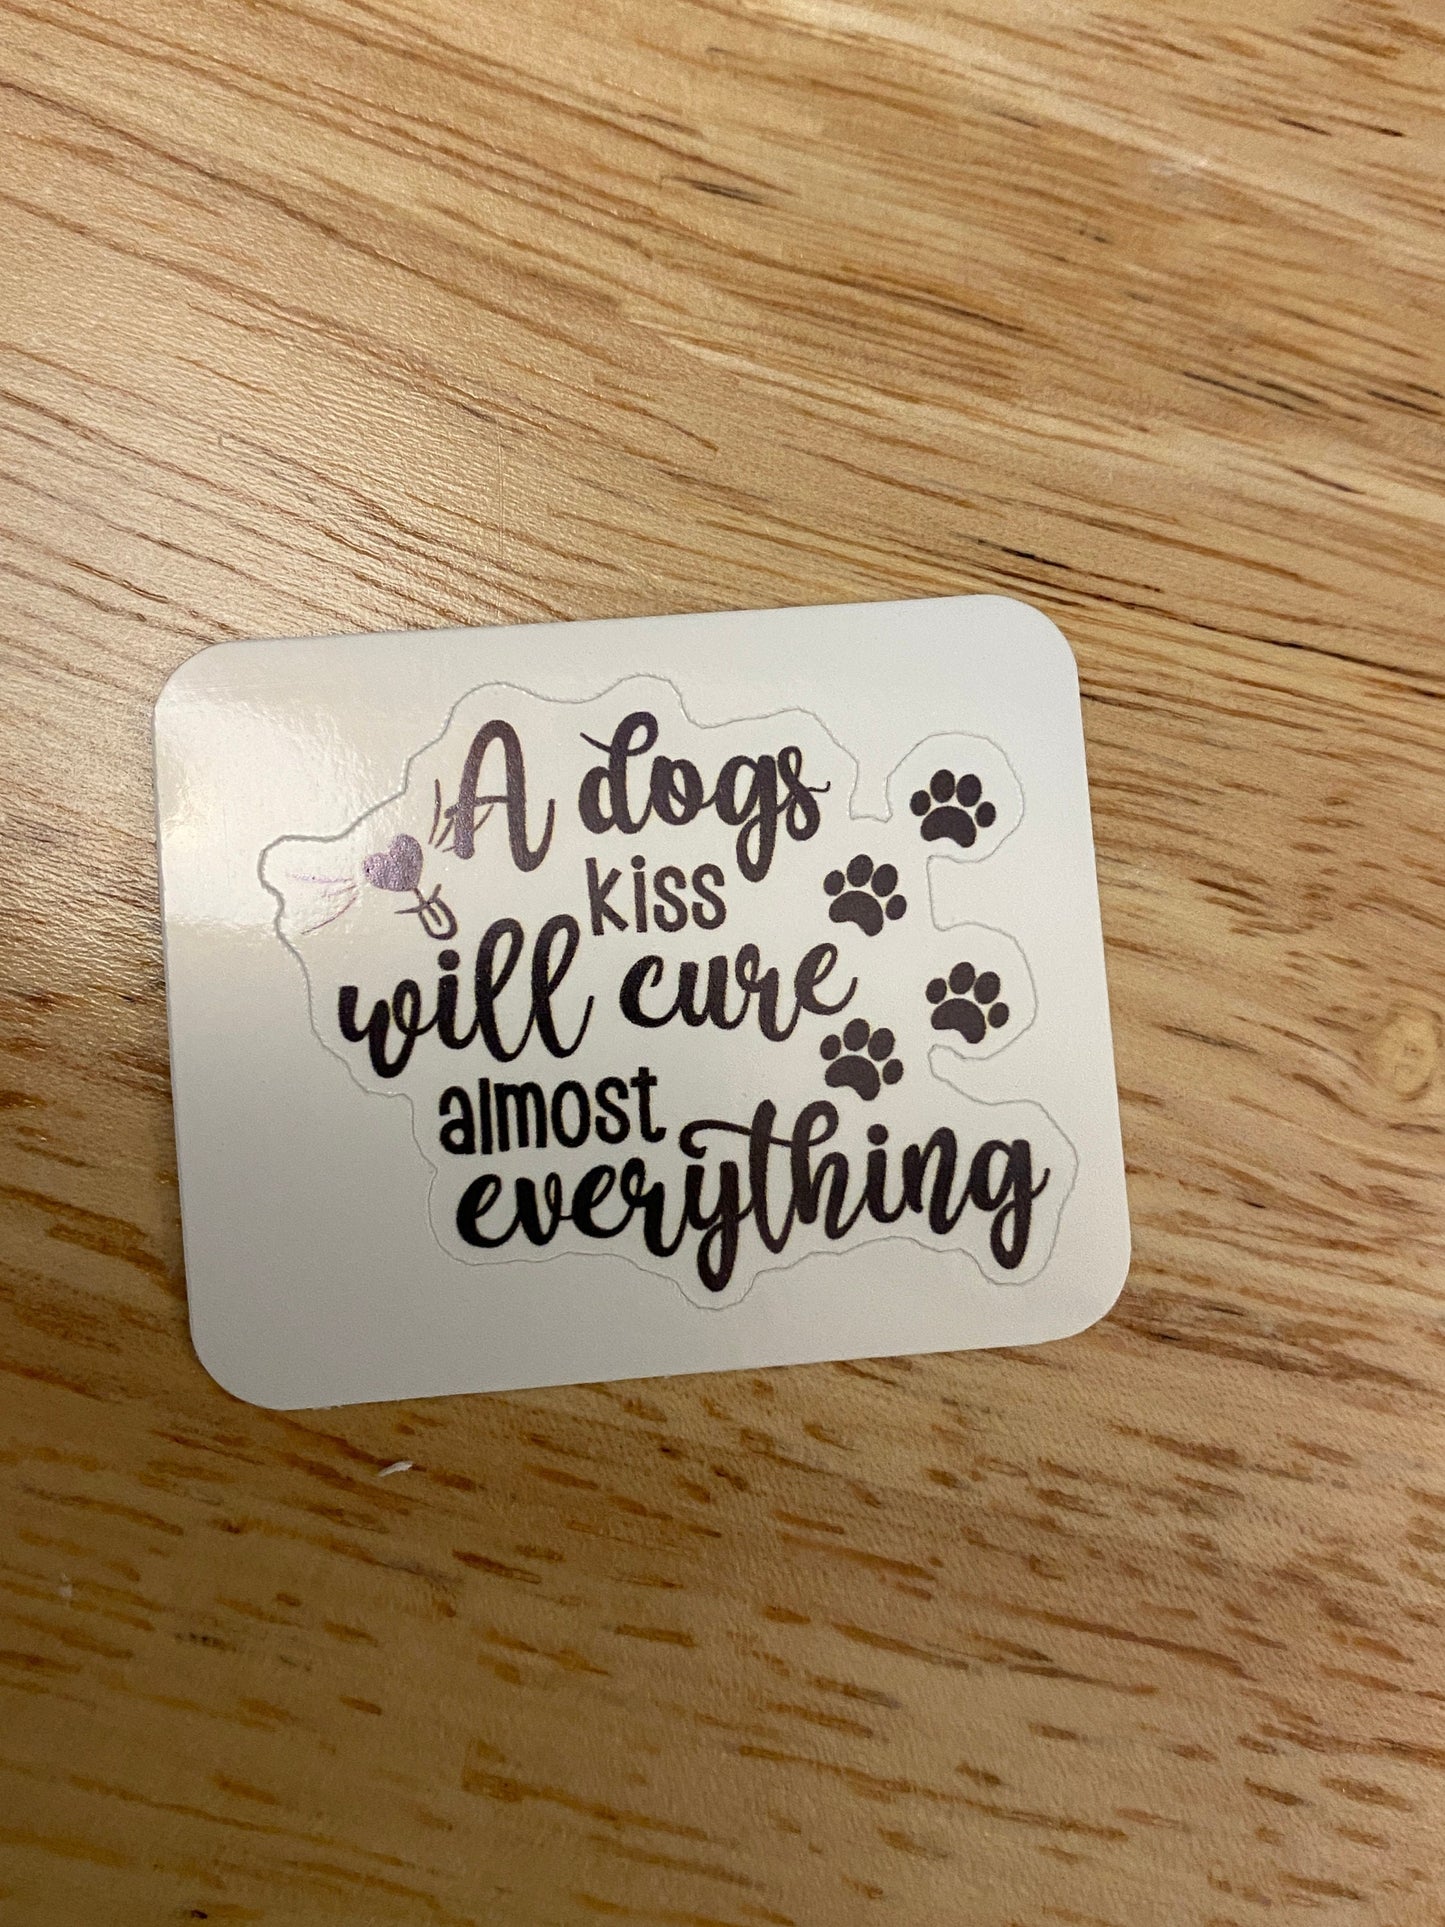 A dogs
kiss
will cure
almost
everything